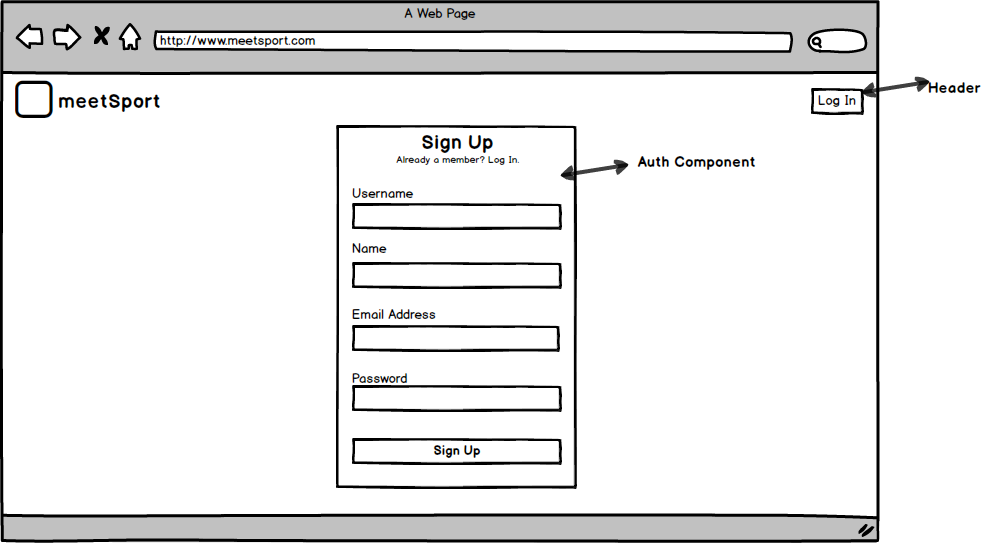 A Web Page
http://www.meetsport.com
meetSport
Log In
Header
Sign Up
Already a member? Log In.
Auth Component
Username
Name
Email Address
Password
Sign Up